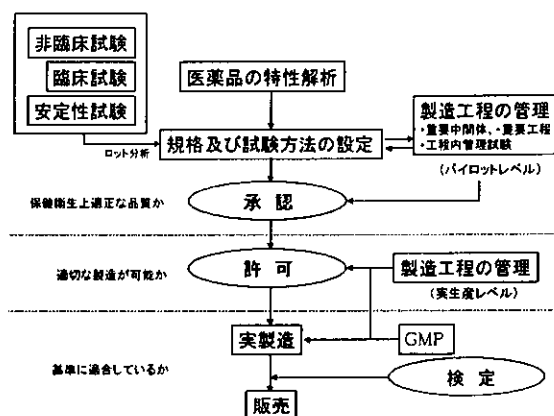 非臨床試験
臨床試験
安定性試験
ロット分析
医薬品の特性解析
規格及び試験方法の設定
製造工程の管理
・重要中間体、・重要工程
・工程内管理試験
(パイロットレベル)
保健衛生上適正な品質か
承認
適切な製造が可能か
許可
製造工程の管理
(実生産レベル)
実製造
GMP
基準に適合しているか
検定
販売